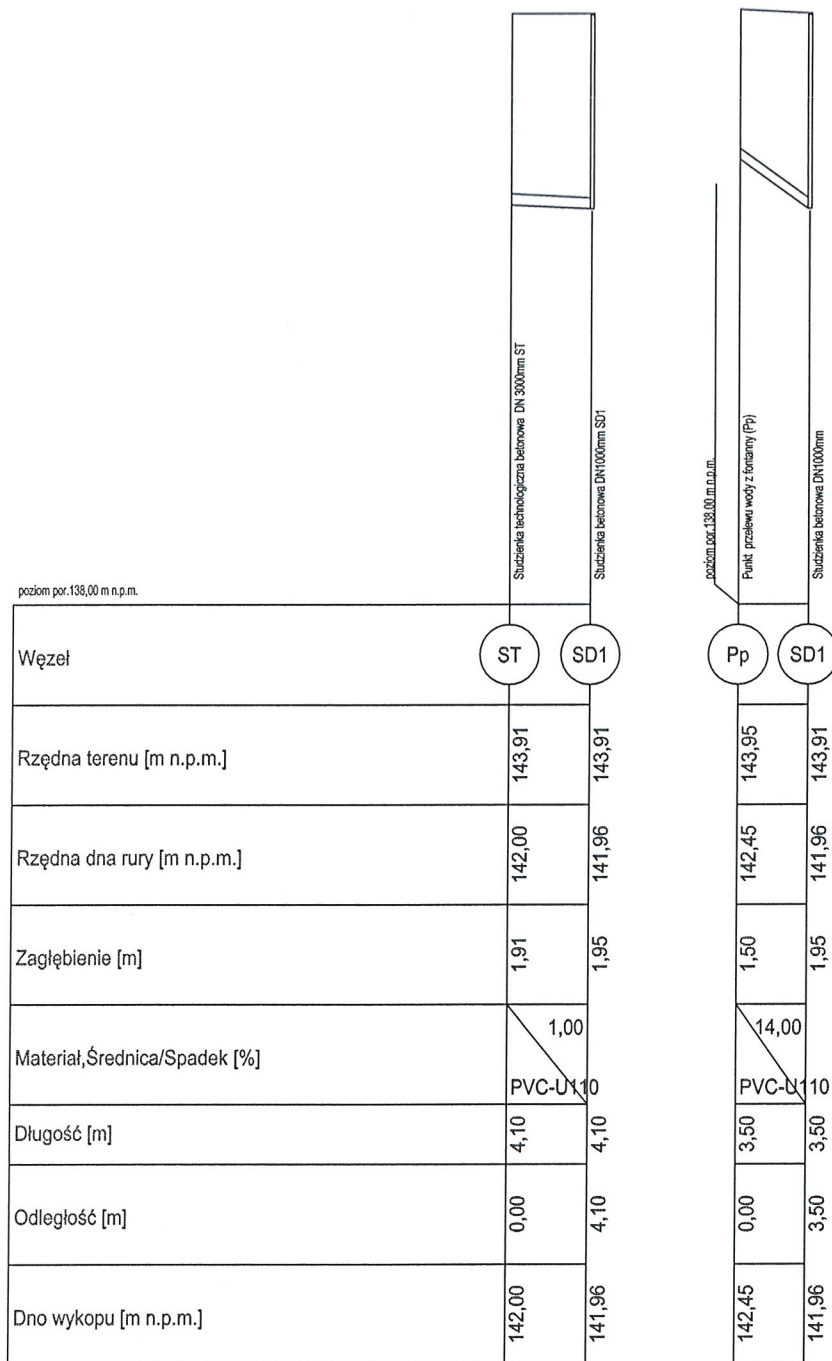 Studzienka technologiczna betonowa DN 3000mm ST
Studzienka betonowa DN1000mm SD1
poziom por.138,00 m n.p.m.
Punkt przelewu wody z fontanny (Pp)
Studzienka betonowa DN1000mm
poziom por.138,00 m n.p.m.
Węzeł ST SD1 Pp SD1
Rzędna terenu [m n.p.m.] 143,91 143,91 143,95 143,91
Rzędna dna rury [m n.p.m.] 142,00 141,96 142,45 141,96
Zagłębienie [m] 1,91 1,95 1,50 1,95
Materiał,Średnica/Spadek [%] 1,00 PVC-U110 14,00 PVC-U110
Długość [m] 4,10 4,10 3,50 3,50
Odległość [m] 0,00 4,10 0,00 3,50
Dno wykopu [m n.p.m.] 142,00 141,96 142,45 141,96